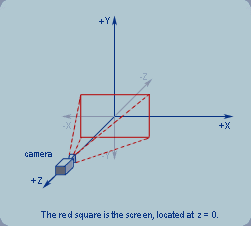 +Y
-Z
-X
+X
-Y
camera
+Z
The red square is the screen, located at z = 0.